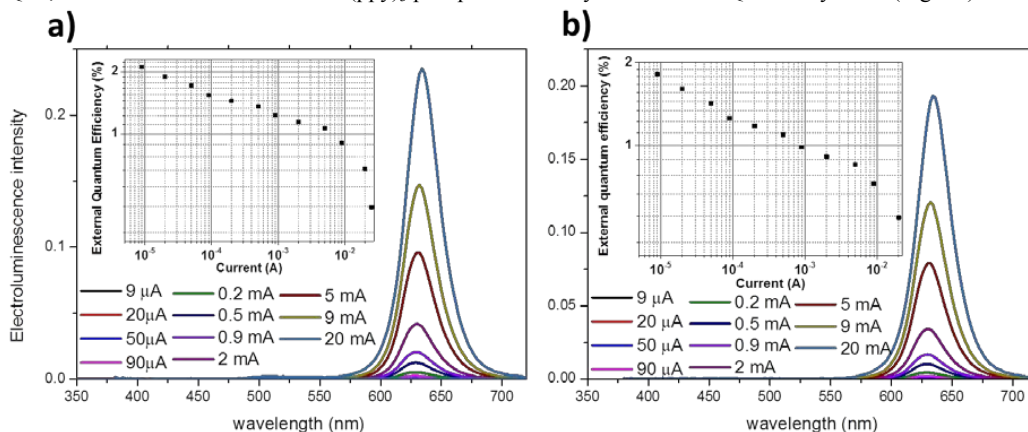 a)
b)
2
1
External Quantum Efficiency (%)
10-5
10-4
10-3
10-2
Current (A)
Electroluminescence intensity
0.2
0.1
0.0
9 μA
20μA
50μA
90μA
0.2 mA
0.5 mA
0.9 mA
2 mA
5 mA
9 mA
20 mA
350 400 450 500 550 600 650 700
wavelength (nm)
2
1
External quantum efficiency (%)
10-5
10-4
10-3
10-2
Current (A)
0.20
0.15
0.10
0.05
0.00
9 μA
20 μA
50 μA
90 μA
0.2 mA
0.5 mA
0.9 mA
2 mA
5 mA
9 mA
20 mA
350 400 450 500 550 600 650 700
wavelength (nm)